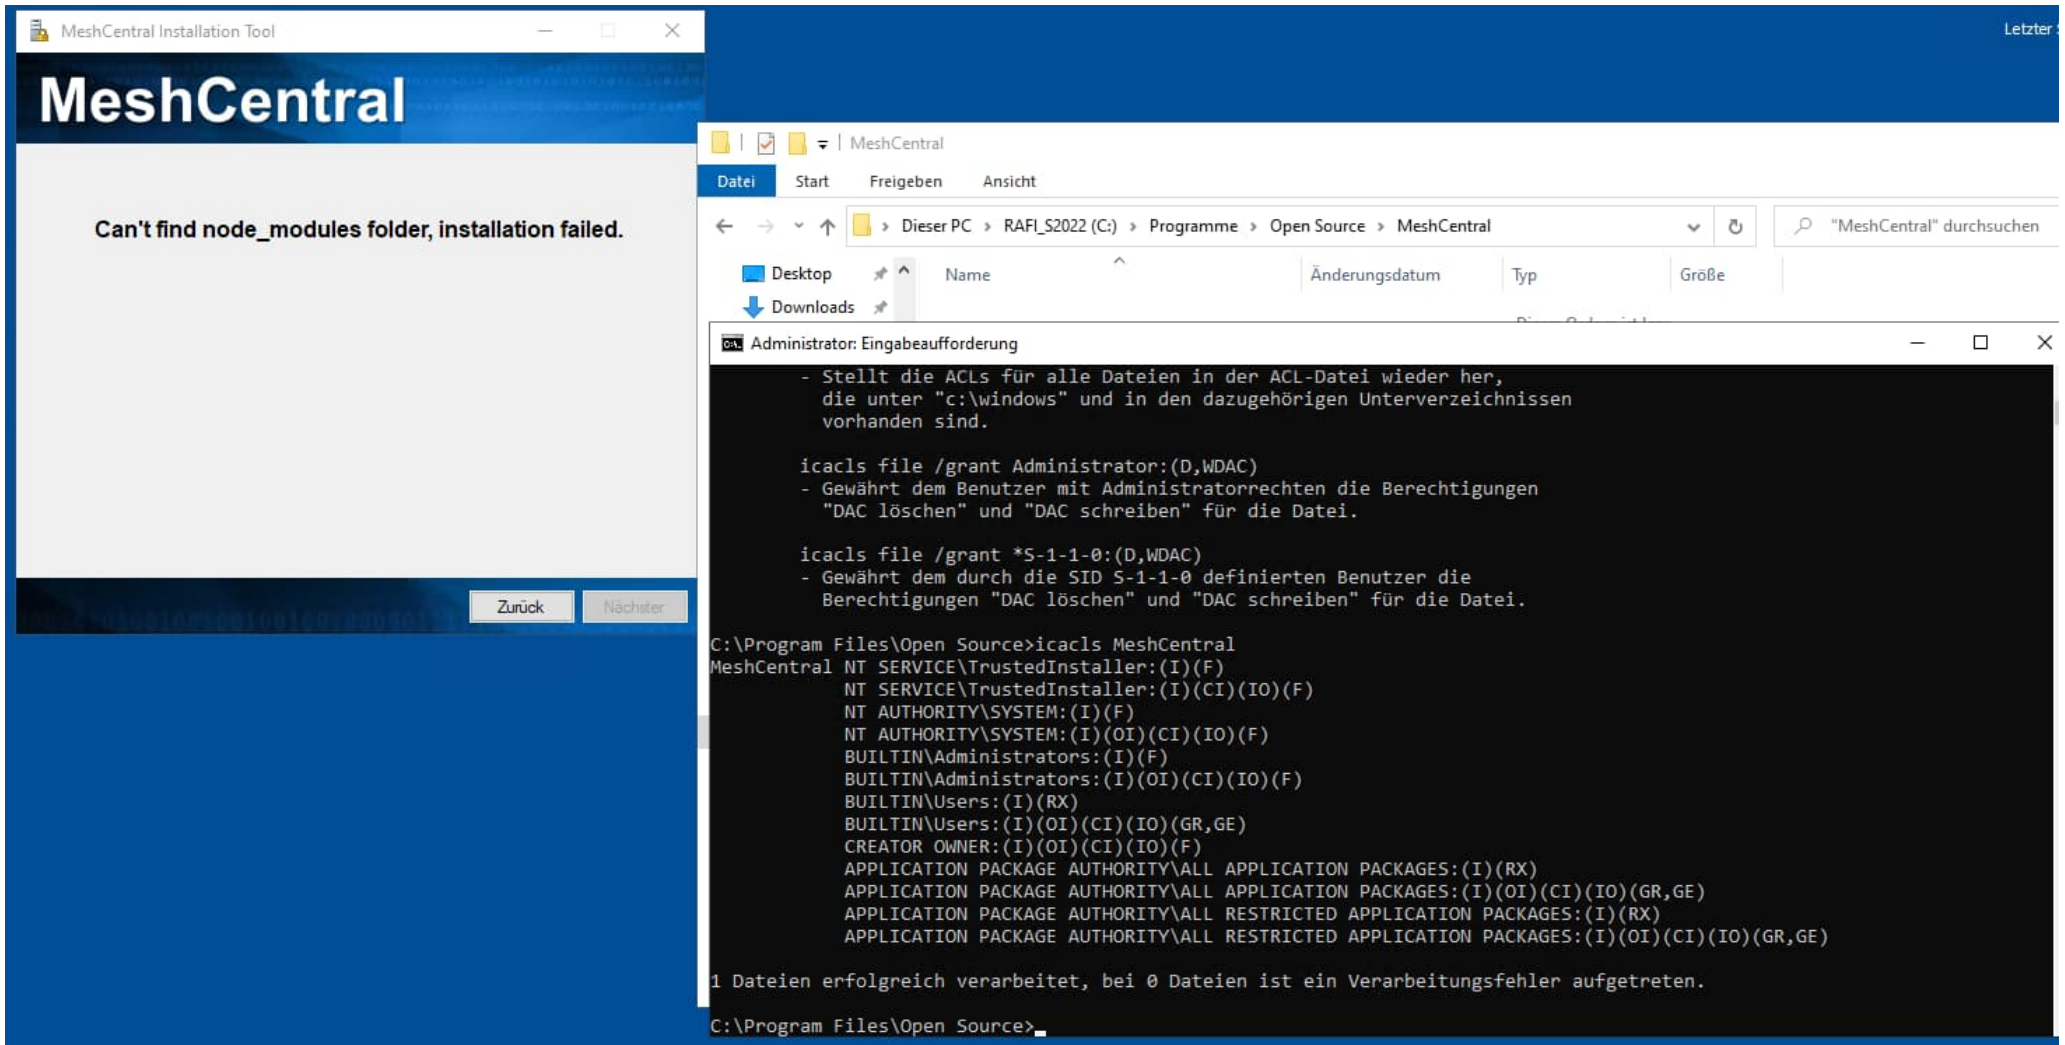 MeshCentral Installation Tool
MeshCentral
Can't find node_modules folder, installation failed.
Zurück Nächster
Letzter
MeshCentral
Datei Start Freigeben Ansicht
Dieser PC › RAFI_S2022 (C:) › Programme › Open Source › MeshCentral
"MeshCentral" durchsuchen
Desktop
Downloads
Name Änderungsdatum Typ Größe
Administrator: Eingabeaufforderung
- Stellt die ACLs für alle Dateien in der ACL-Datei wieder her,
die unter "c:\windows" und in den dazugehörigen Unterverzeichnissen
vorhanden sind.
icacls file /grant Administrator:(D,WDAC)
- Gewährt dem Benutzer mit Administratorrechten die Berechtigungen
"DAC löschen" und "DAC schreiben" für die Datei.
icacls file /grant *S-1-1-0:(D,WDAC)
- Gewährt dem durch die SID S-1-1-0 definierten Benutzer die
Berechtigungen "DAC löschen" und "DAC schreiben" für die Datei.
C:\Program Files\Open Source>icacls MeshCentral
MeshCentral NT SERVICE\TrustedInstaller:(I)(F)
NT SERVICE\TrustedInstaller:(I)(CI)(IO)(F)
NT AUTHORITY\SYSTEM:(I)(F)
NT AUTHORITY\SYSTEM:(I)(OI)(CI)(IO)(F)
BUILTIN\Administrators:(I)(F)
BUILTIN\Administrators:(I)(OI)(CI)(IO)(F)
BUILTIN\Users:(I)(RX)
BUILTIN\Users:(I)(OI)(CI)(IO)(GR,GE)
CREATOR OWNER:(I)(OI)(CI)(IO)(F)
APPLICATION PACKAGE AUTHORITY\ALL APPLICATION PACKAGES:(I)(RX)
APPLICATION PACKAGE AUTHORITY\ALL APPLICATION PACKAGES:(I)(OI)(CI)(IO)(GR,GE)
APPLICATION PACKAGE AUTHORITY\ALL RESTRICTED APPLICATION PACKAGES:(I)(RX)
APPLICATION PACKAGE AUTHORITY\ALL RESTRICTED APPLICATION PACKAGES:(I)(OI)(CI)(IO)(GR,GE)
1 Dateien erfolgreich verarbeitet, bei 0 Dateien ist ein Verarbeitungsfehler aufgetreten.
C:\Program Files\Open Source>